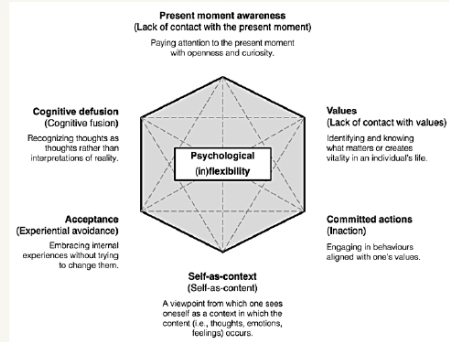 Present moment awareness
(Lack of contact with the present moment)
Paying attention to the present moment
with openness and curiosity.
Cognitive defusion
(Cognitive fusion)
Recognizing thoughts as
thoughts rather than
interpretations of reality.
Values
(Lack of contact with values)
Identifying and knowing
what matters or creates
vitality in an individual's life.
Psychological
(in)flexibility
Acceptance
(Experiential avoidance)
Embracing internal
experiences without trying
to change them.
Committed actions
(Inaction)
Engaging in behaviours
aligned with one's values.
Self-as-context
(Self-as-content)
A viewpoint from which one sees
oneself as a context in which the
content (i.e., thoughts, emotions,
feelings) occurs.